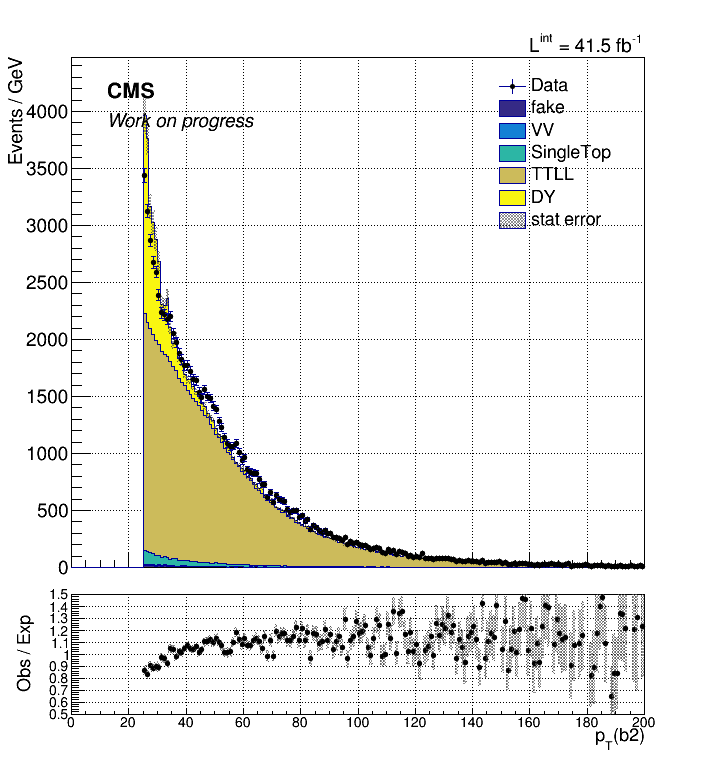 L^int = 41.5 fb^-1
Events / GeV
CMS
Work on progress
Data
fake
VV
SingleTop
TTLL
DY
stat error
4000
3500
3000
2500
2000
1500
1000
500
0
Obs / Exp
1.5
1.4
1.3
1.2
1.1
1
0.9
0.8
0.7
0.6
0.5
0 20 40 60 80 100 120 140 160 180 200
p_T(b2)